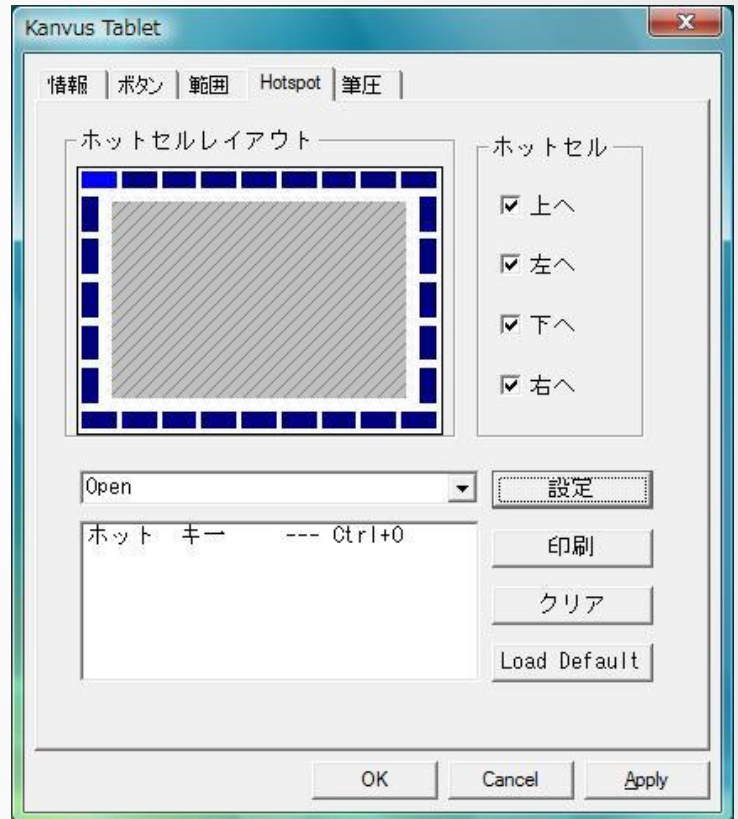 Kanvus Tablet
情報 ボタン 範囲 Hotspot 筆圧
ホットセルレイアウト
ホットセル
上へ
左へ
下へ
右へ
Open
設定
ホット キー --- Ctrl+O
印刷
クリア
Load Default
OK Cancel Apply